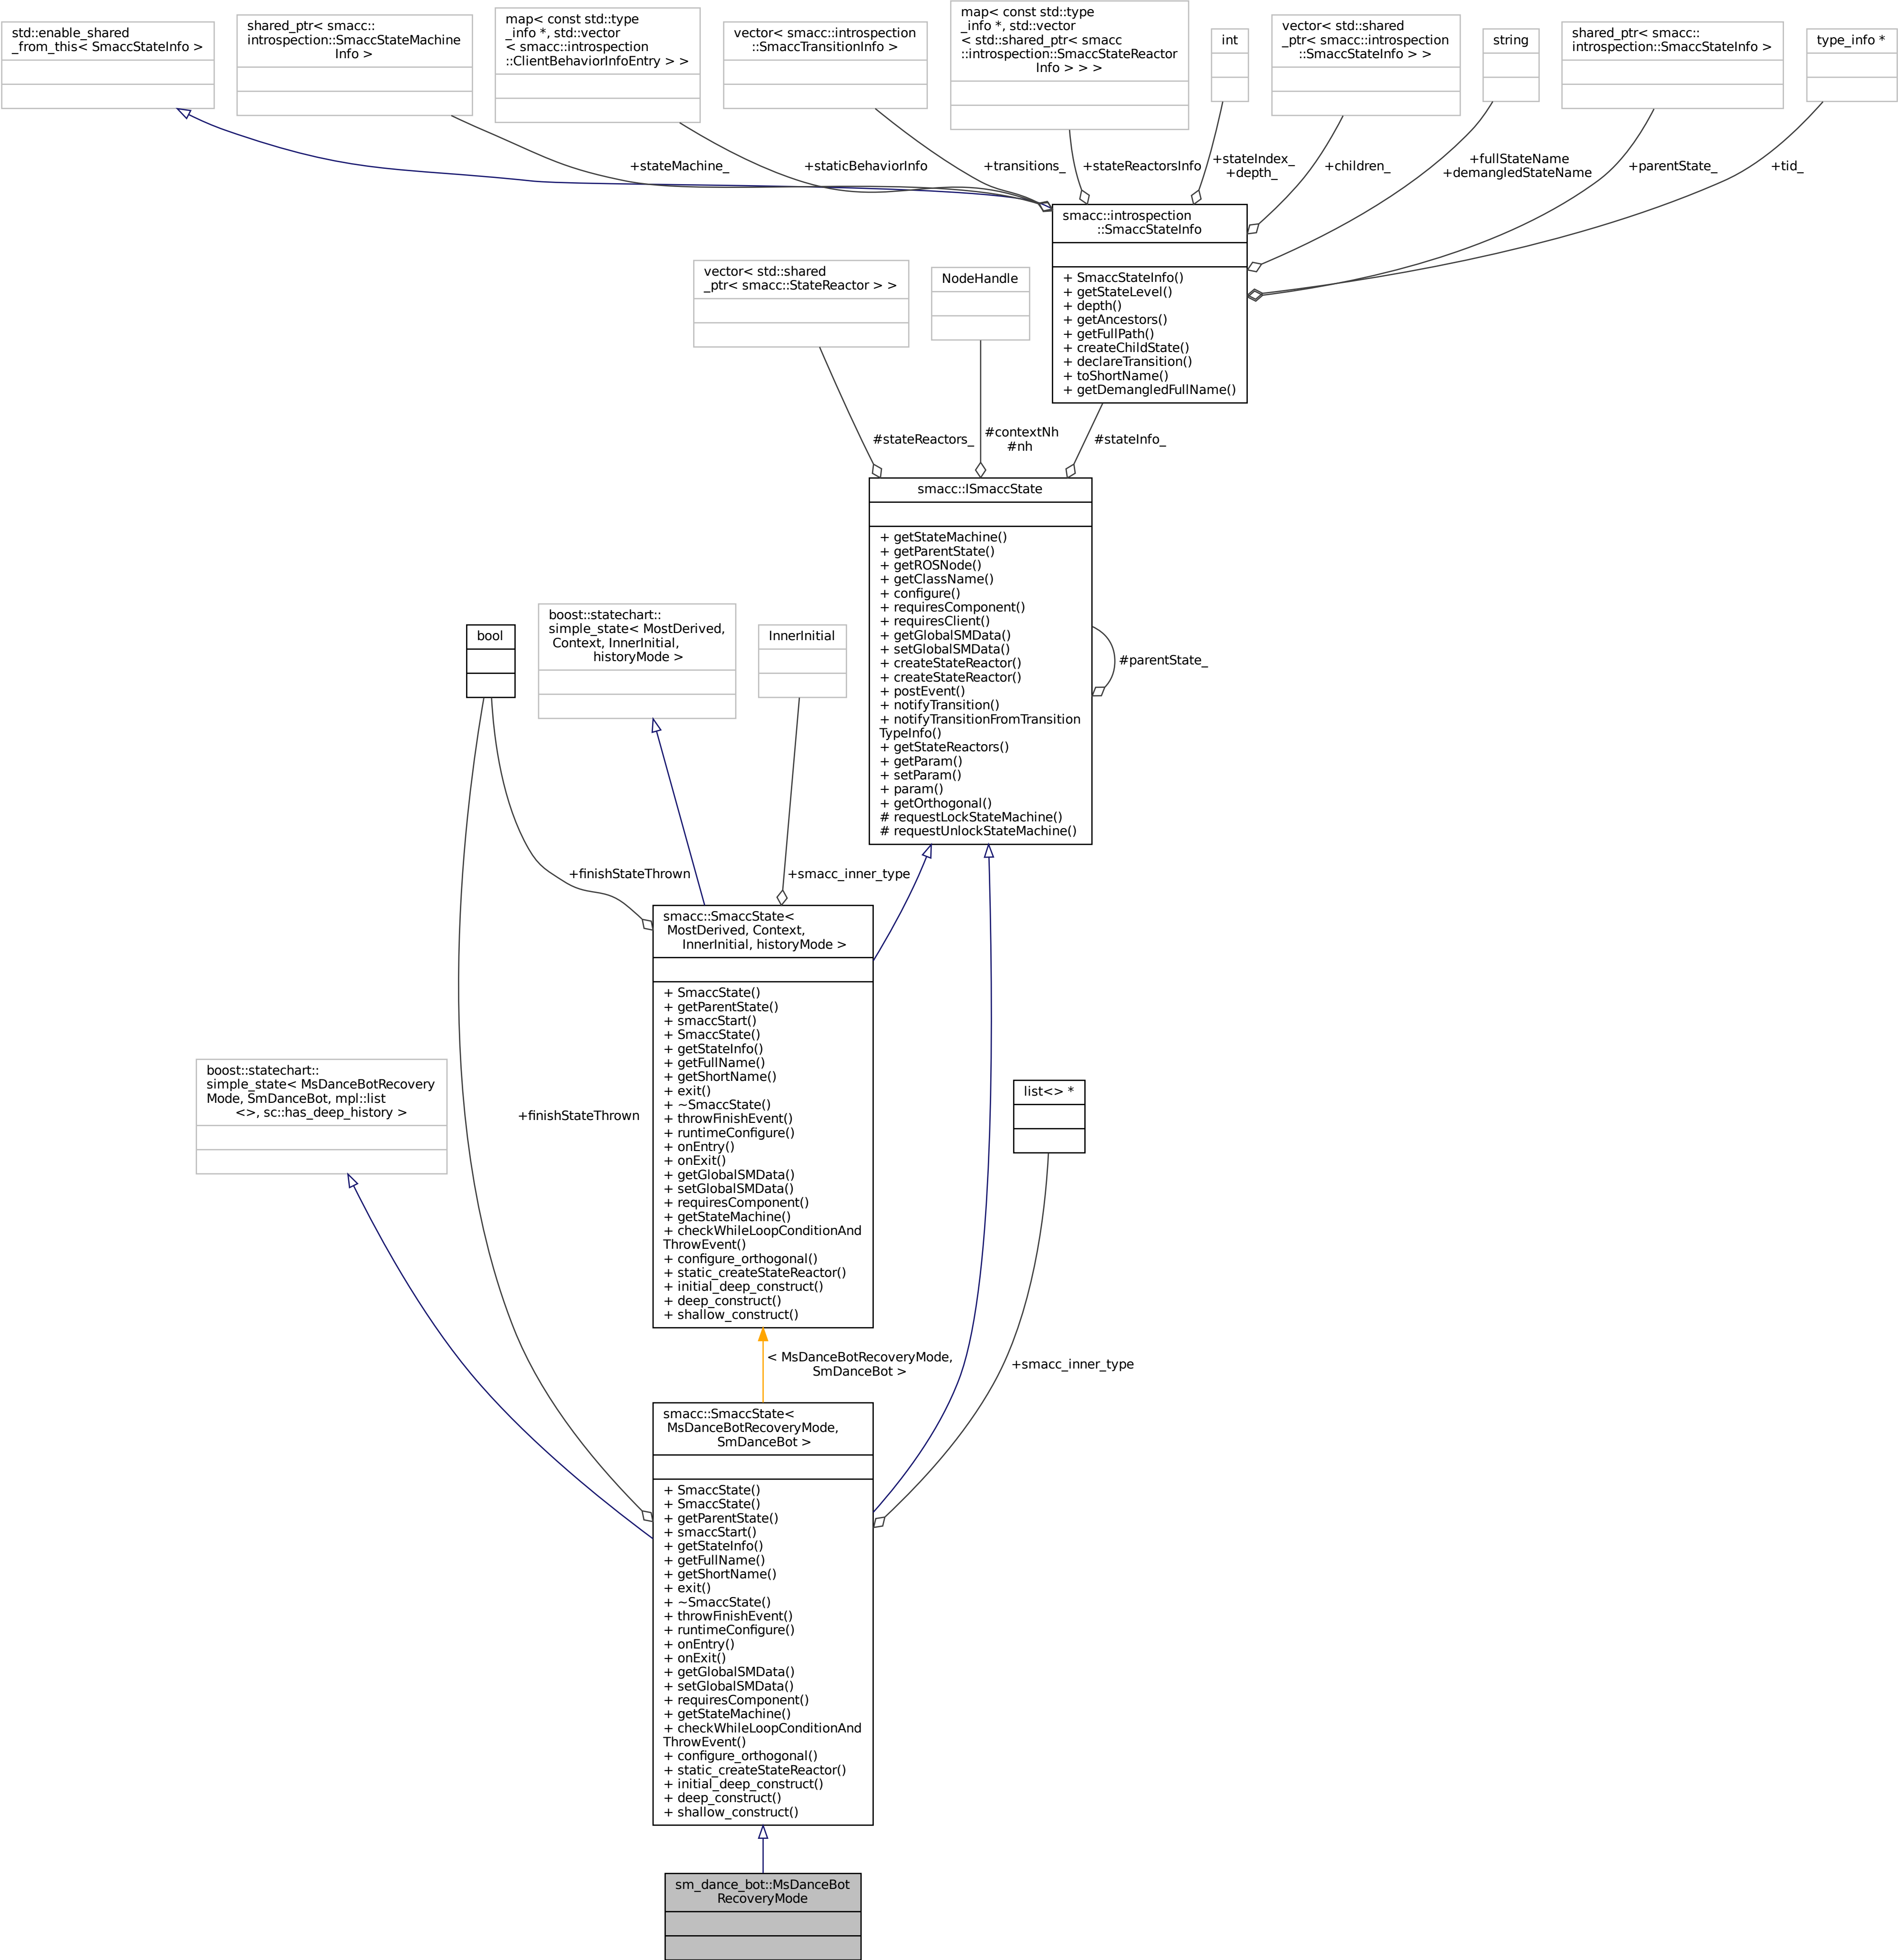 std::enable_shared
_from_this< SmaccStateInfo >
shared_ptr< smacc::
introspection::SmaccStateMachine
Info >
map< const std::type
_info *, std::vector
< smacc::introspection
::ClientBehaviorInfoEntry > >
vector< smacc::introspection
::SmaccTransitionInfo >
map< const std::type
_info *, std::vector
< std::shared_ptr< smacc
::introspection::SmaccStateReactor
Info > > >
int
vector< std::shared
_ptr< smacc::introspection
::SmaccStateInfo > >
string
shared_ptr< smacc::
introspection::SmaccStateInfo >
type_info *
+stateMachine_
+staticBehaviorInfo
+transitions_
+stateReactorsInfo
+stateIndex_
+depth_
+children_
+fullStateName
+demangledStateName
+parentState_
+tid_
smacc::introspection
::SmaccStateInfo
+ SmaccStateInfo()
+ getStateLevel()
+ depth()
+ getAncestors()
+ getFullPath()
+ createChildState()
+ declareTransition()
+ toShortName()
+ getDemangledFullName()
vector< std::shared
_ptr< smacc::StateReactor > >
NodeHandle
#stateReactors_
#contextNh
#nh
#stateInfo_
smacc::ISmaccState
+ getStateMachine()
+ getParentState()
+ getROSNode()
+ getClassName()
+ configure()
+ requiresComponent()
+ requiresClient()
+ getGlobalSMData()
+ setGlobalSMData()
+ createStateReactor()
+ createStateReactor()
+ postEvent()
+ notifyTransition()
+ notifyTransitionFromTransition
TypeInfo()
+ getStateReactors()
+ getParam()
+ setParam()
+ param()
+ getOrthogonal()
# requestLockStateMachine()
# requestUnlockStateMachine()
#parentState_
bool
boost::statechart::
simple_state< MostDerived,
Context, InnerInitial,
historyMode >
InnerInitial
+finishStateThrown
+smacc_inner_type
smacc::SmaccState<
MostDerived, Context,
InnerInitial, historyMode >
+ SmaccState()
+ getParentState()
+ smaccStart()
+ SmaccState()
+ getStateInfo()
+ getFullName()
+ getShortName()
+ exit()
+ ~SmaccState()
+ throwFinishEvent()
+ runtimeConfigure()
+ onEntry()
+ onExit()
+ getGlobalSMData()
+ setGlobalSMData()
+ requiresComponent()
+ getStateMachine()
+ checkWhileLoopConditionAnd
ThrowEvent()
+ configure_orthogonal()
+ static_createStateReactor()
+ initial_deep_construct()
+ deep_construct()
+ shallow_construct()
boost::statechart::
simple_state< MsDanceBotRecovery
Mode, SmDanceBot, mpl::list
<>, sc::has_deep_history >
+finishStateThrown
list<> *
< MsDanceBotRecoveryMode,
SmDanceBot >
+smacc_inner_type
smacc::SmaccState<
MsDanceBotRecoveryMode,
SmDanceBot >
+ SmaccState()
+ SmaccState()
+ getParentState()
+ smaccStart()
+ getStateInfo()
+ getFullName()
+ getShortName()
+ exit()
+ ~SmaccState()
+ throwFinishEvent()
+ runtimeConfigure()
+ onEntry()
+ onExit()
+ getGlobalSMData()
+ setGlobalSMData()
+ requiresComponent()
+ getStateMachine()
+ checkWhileLoopConditionAnd
ThrowEvent()
+ configure_orthogonal()
+ static_createStateReactor()
+ initial_deep_construct()
+ deep_construct()
+ shallow_construct()
sm_dance_bot::MsDanceBot
RecoveryMode